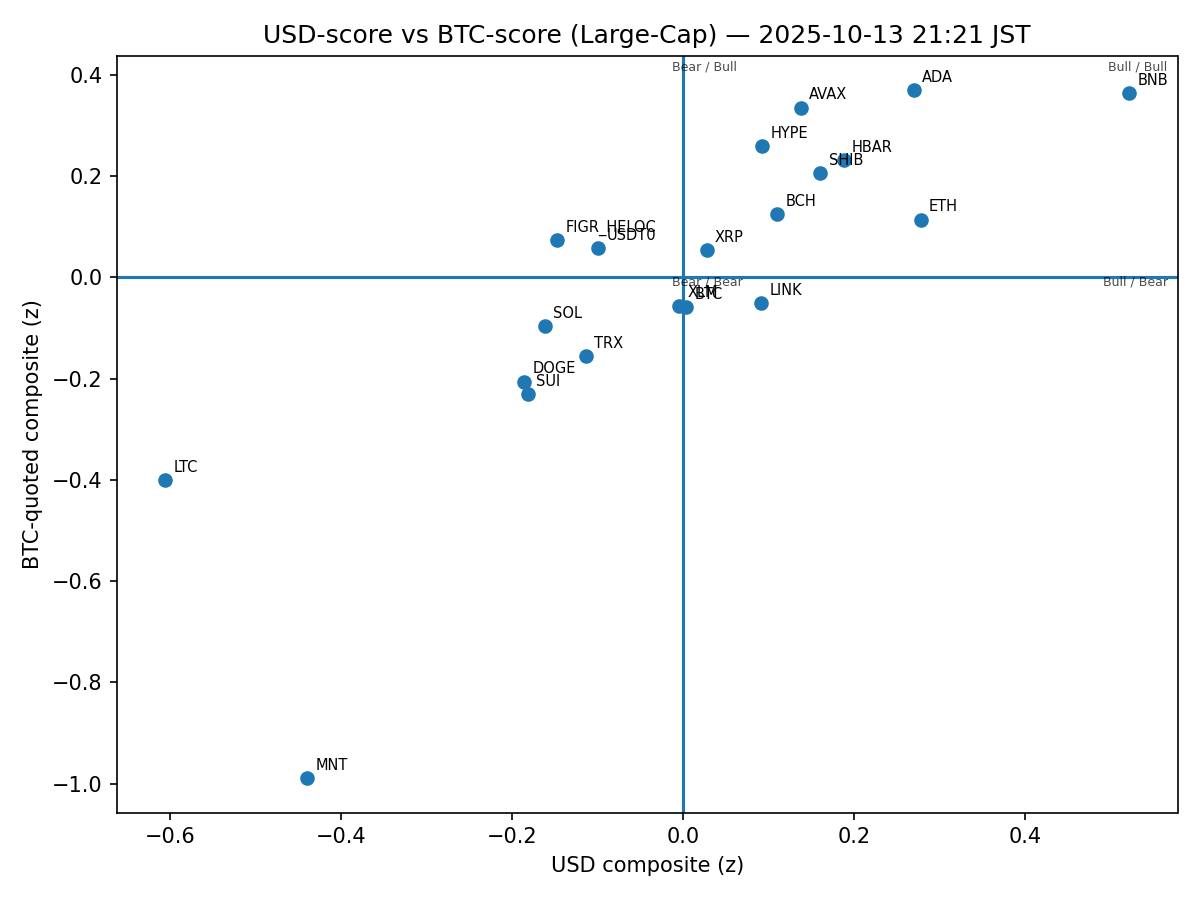 USD-score vs BTC-score (Large-Cap) — 2025-10-13 21:21 JST
Bear / Bull
Bull / Bull
BNB
ADA
AVAX
HYPE
HBAR
SHIB
BCH
ETH
FIGR_HELOC
USDT0
XRP
Bear / Bear
Bull / Bear
XLM
BTC
LINK
SOL
TRX
DOGE
SUI
LTC
MNT
0.4
0.2
0.0
−0.2
−0.4
−0.6
−0.8
−1.0
BTC-quoted composite (z)
−0.6
−0.4
−0.2
0.0
0.2
0.4
USD composite (z)